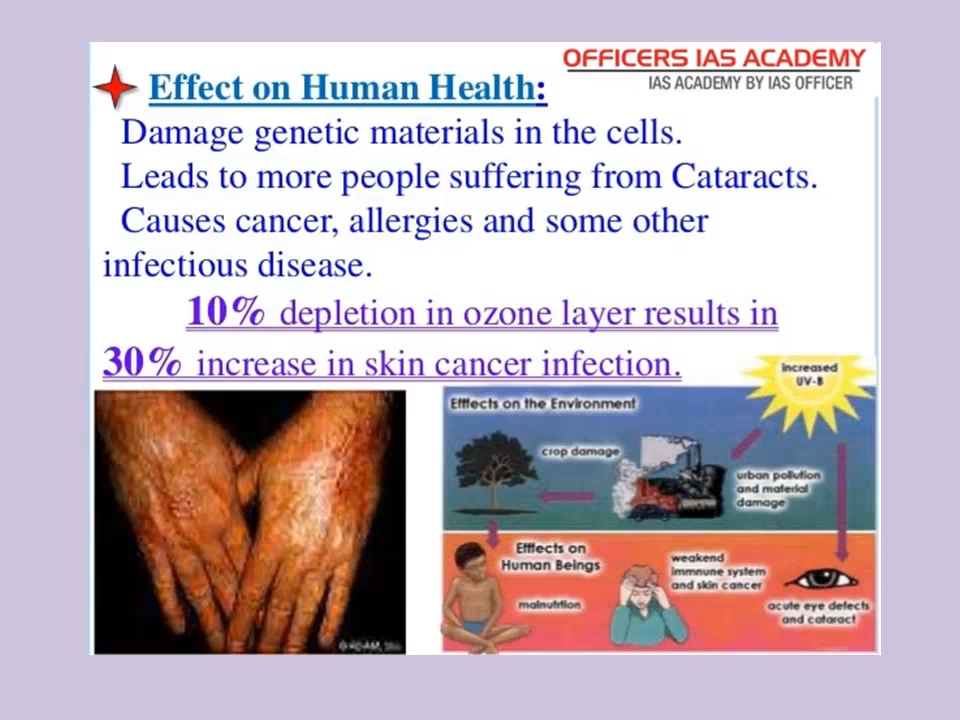 OFFICERS IAS ACADEMY
IAS ACADEMY BY IAS OFFICER
Effect on Human Health:
Damage genetic materials in the cells.
Leads to more people suffering from Cataracts.
Causes cancer, allergies and some other
infectious disease.
10% depletion in ozone layer results in
30% increase in skin cancer infection.
Increased
UV-B
Efffects on the Environment
crop damage
urban pollution
and material
damage
Efffects on
Human Beings
malnutrition
weakend
immnune system
and skin cancer
acute eye defects
and cataract